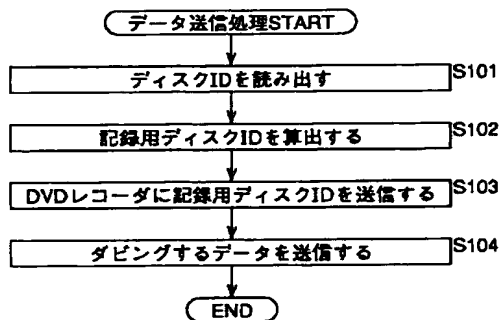 データ送信処理START
ディスクIDを読み出す
S101
記録用ディスクIDを算出する
S102
DVDレコーダに記録用ディスクIDを送信する
S103
ダビングするデータを送信する
S104
END